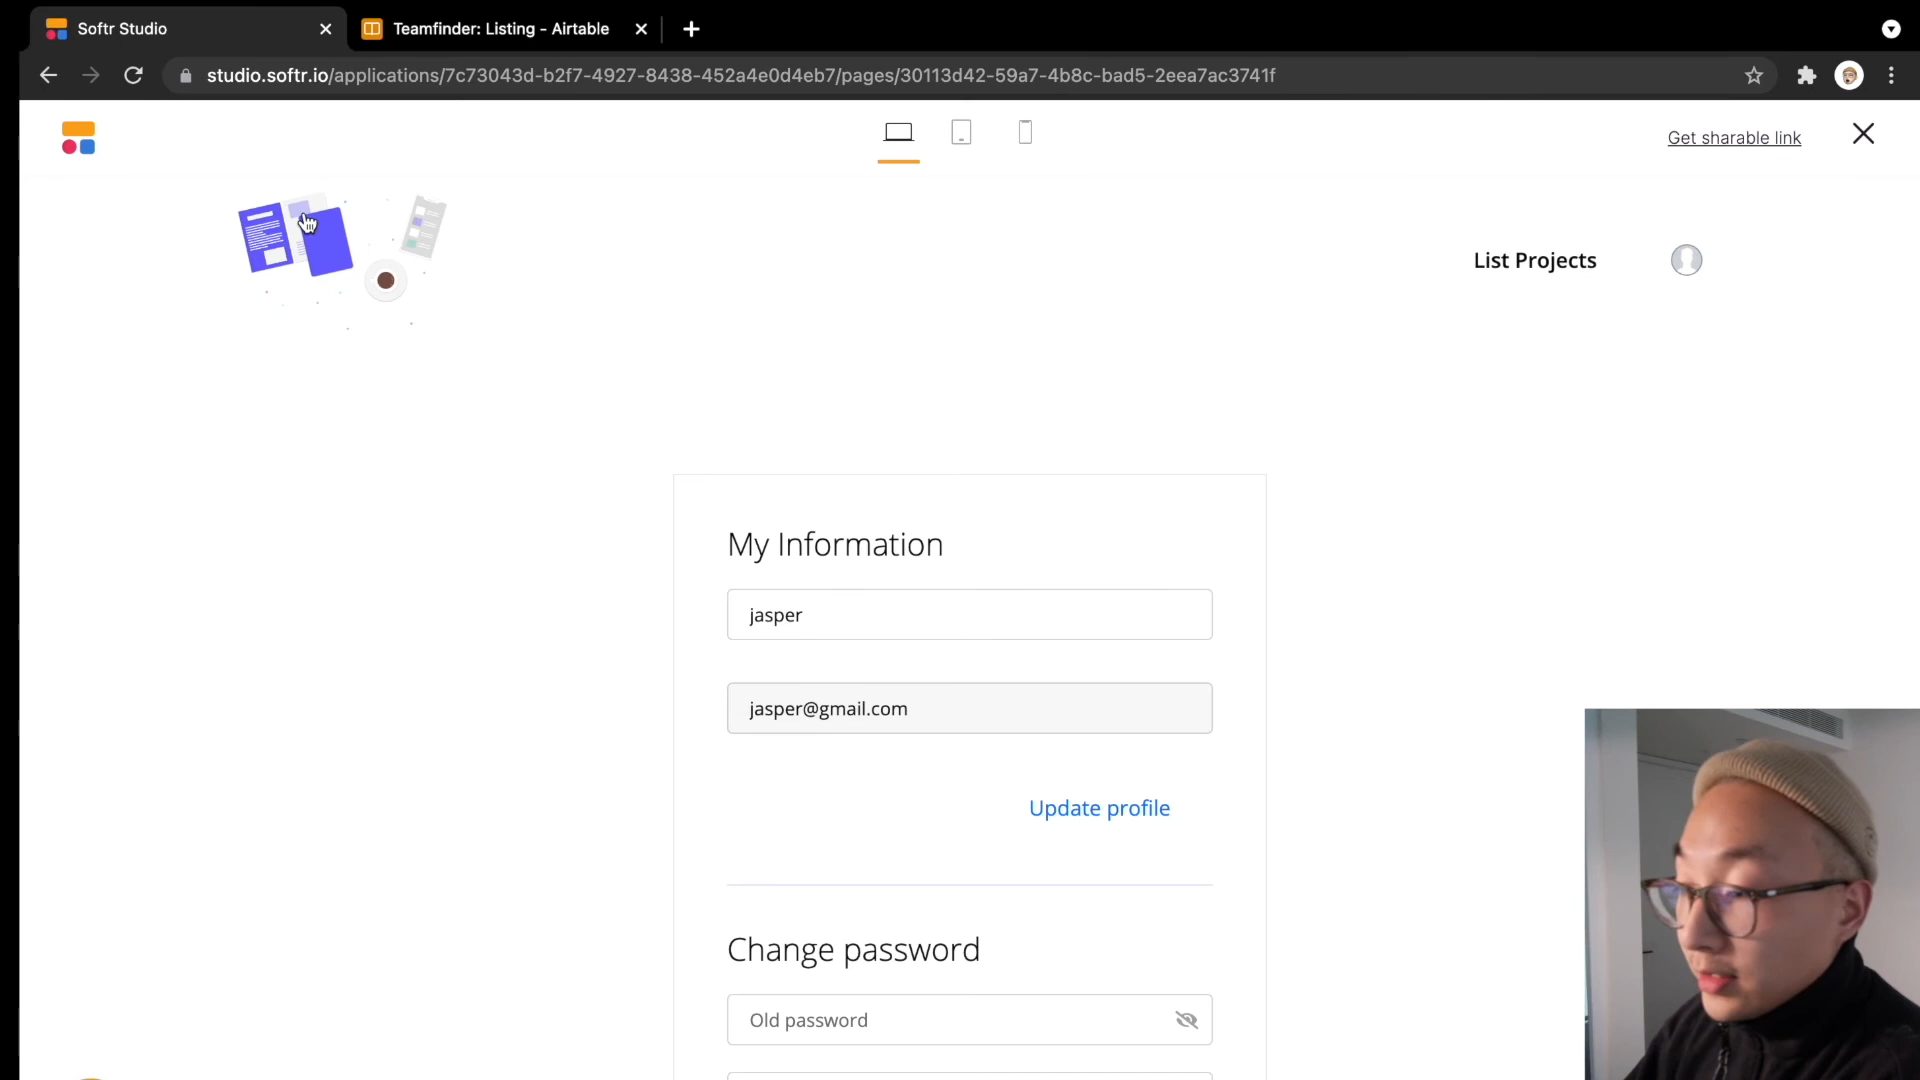 Softr Studio
Teamfinder: Listing - Airtable
studio.softr.io/applications/7c73043d-b2f7-4927-8438-452a4e0d4eb7/pages/30113d42-59a7-4b8c-bad5-2eea7ac3741f
Get sharable link
List Projects
My Information
jasper
jasper@gmail.com
Update profile
Change password
Old password